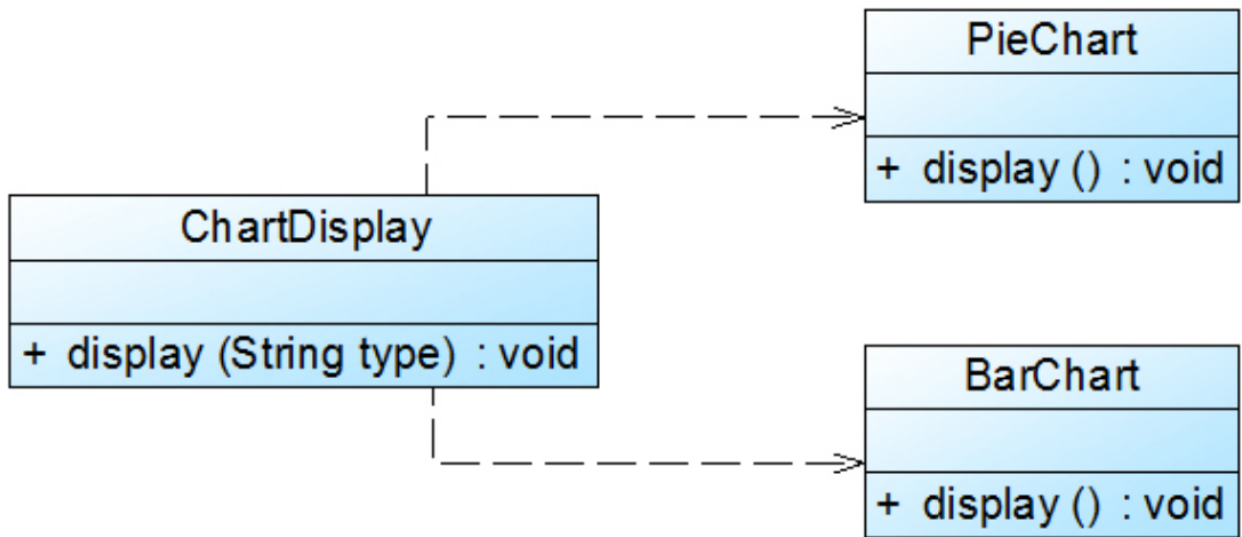 PieChart
+ display () : void
ChartDisplay
+ display (String type) : void
BarChart
+ display () : void